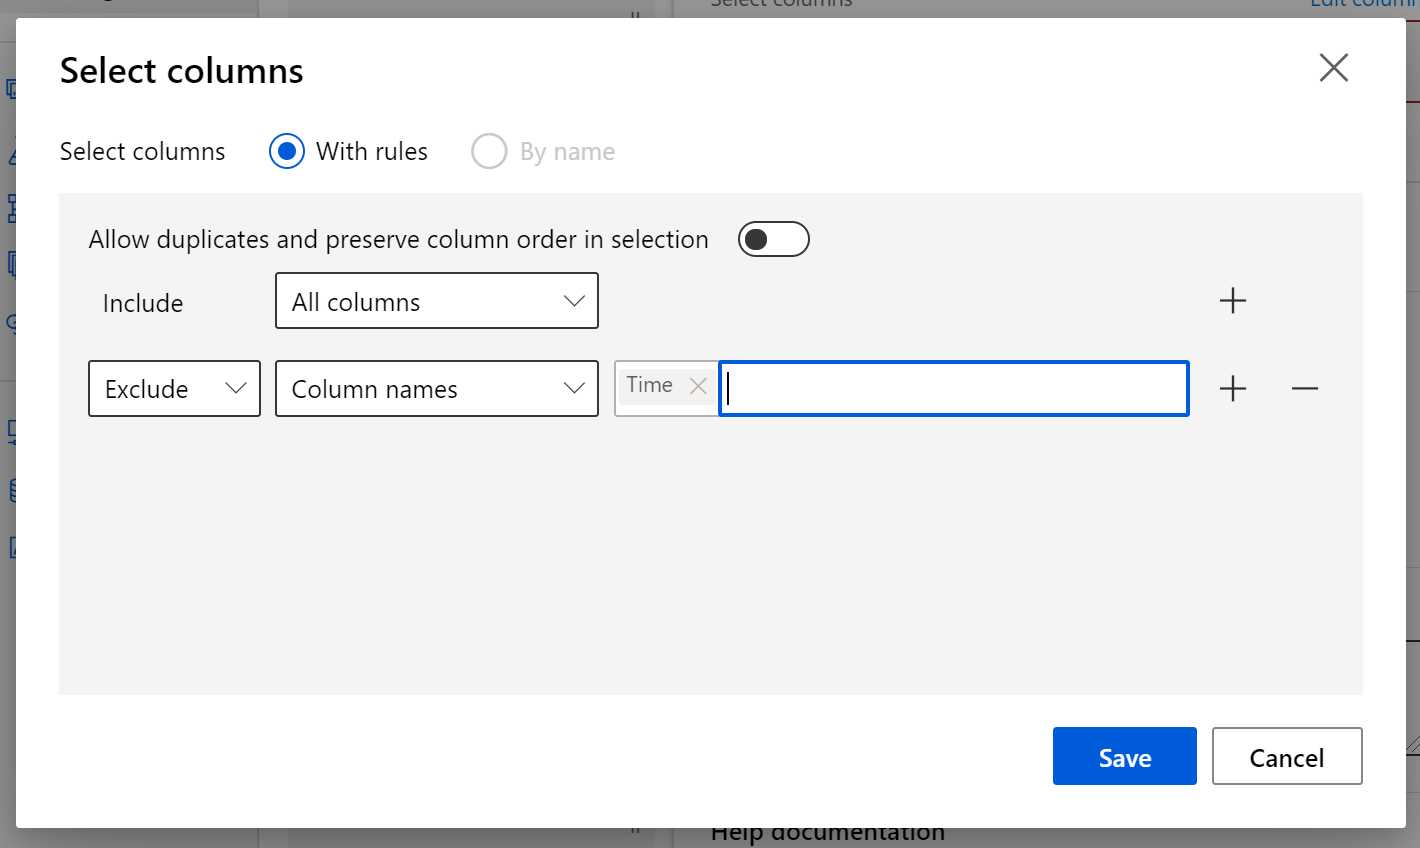 Select columns
Edit column
Select columns
Select columns With rules By name
Allow duplicates and preserve column order in selection
Include All columns
Exclude Column names Time
Save Cancel
Help documentation